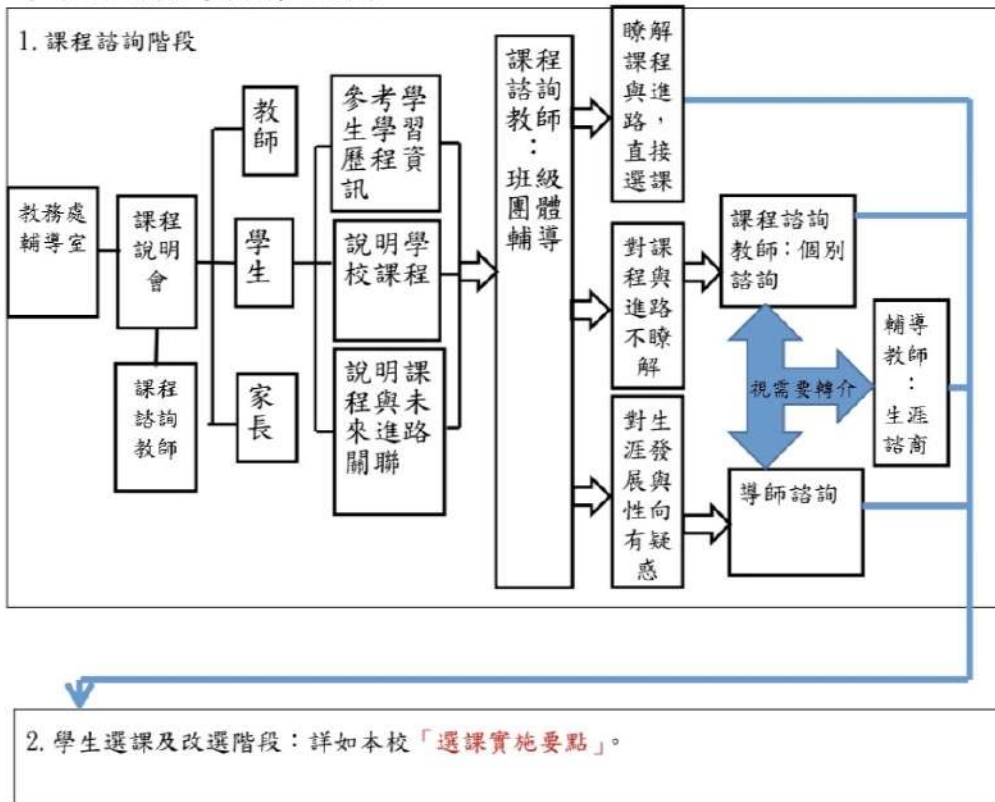 1. 課程諮詢階段
教務處
輔導室
課程
說明
會
課程
諮詢
教師
教
師
學
生
家
長
參考學
生學習
歷程資
訊
說明學
校課程
說明課
程與未
來進路
關聯
課程
諮詢
教師
：
班級
團體
輔導
瞭解
課程
與進
路，
直接
選課
對課
程與
進路
不瞭
解
對生
涯發
展與
性向
有疑
惑
課程諮詢
教師：個別
諮詢
視需要轉介
導師諮詢
輔導
教師
：
生涯
諮商
2. 學生選課及改選階段：詳如本校「選課實施要點」。